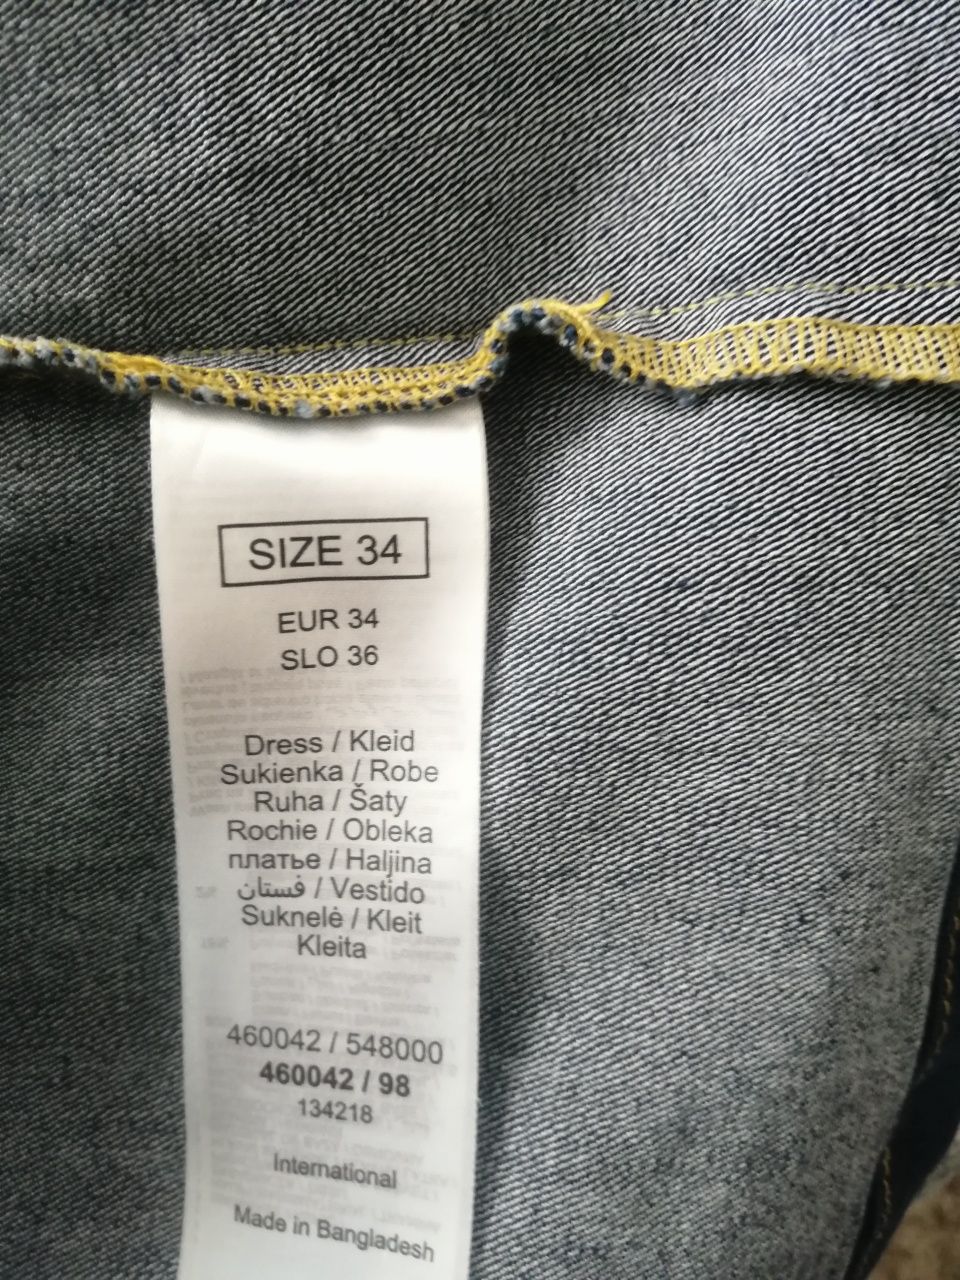 SIZE 34
EUR 34
SLO 36
Dress / Kleid
Sukienka / Robe
Ruha / Šaty
Rochie / Obleka
платье / Haljina
فستان / Vestido
Suknelė / Kleit
Kleita
460042 / 548000
460042 / 98
134218
International
Made in Bangladesh